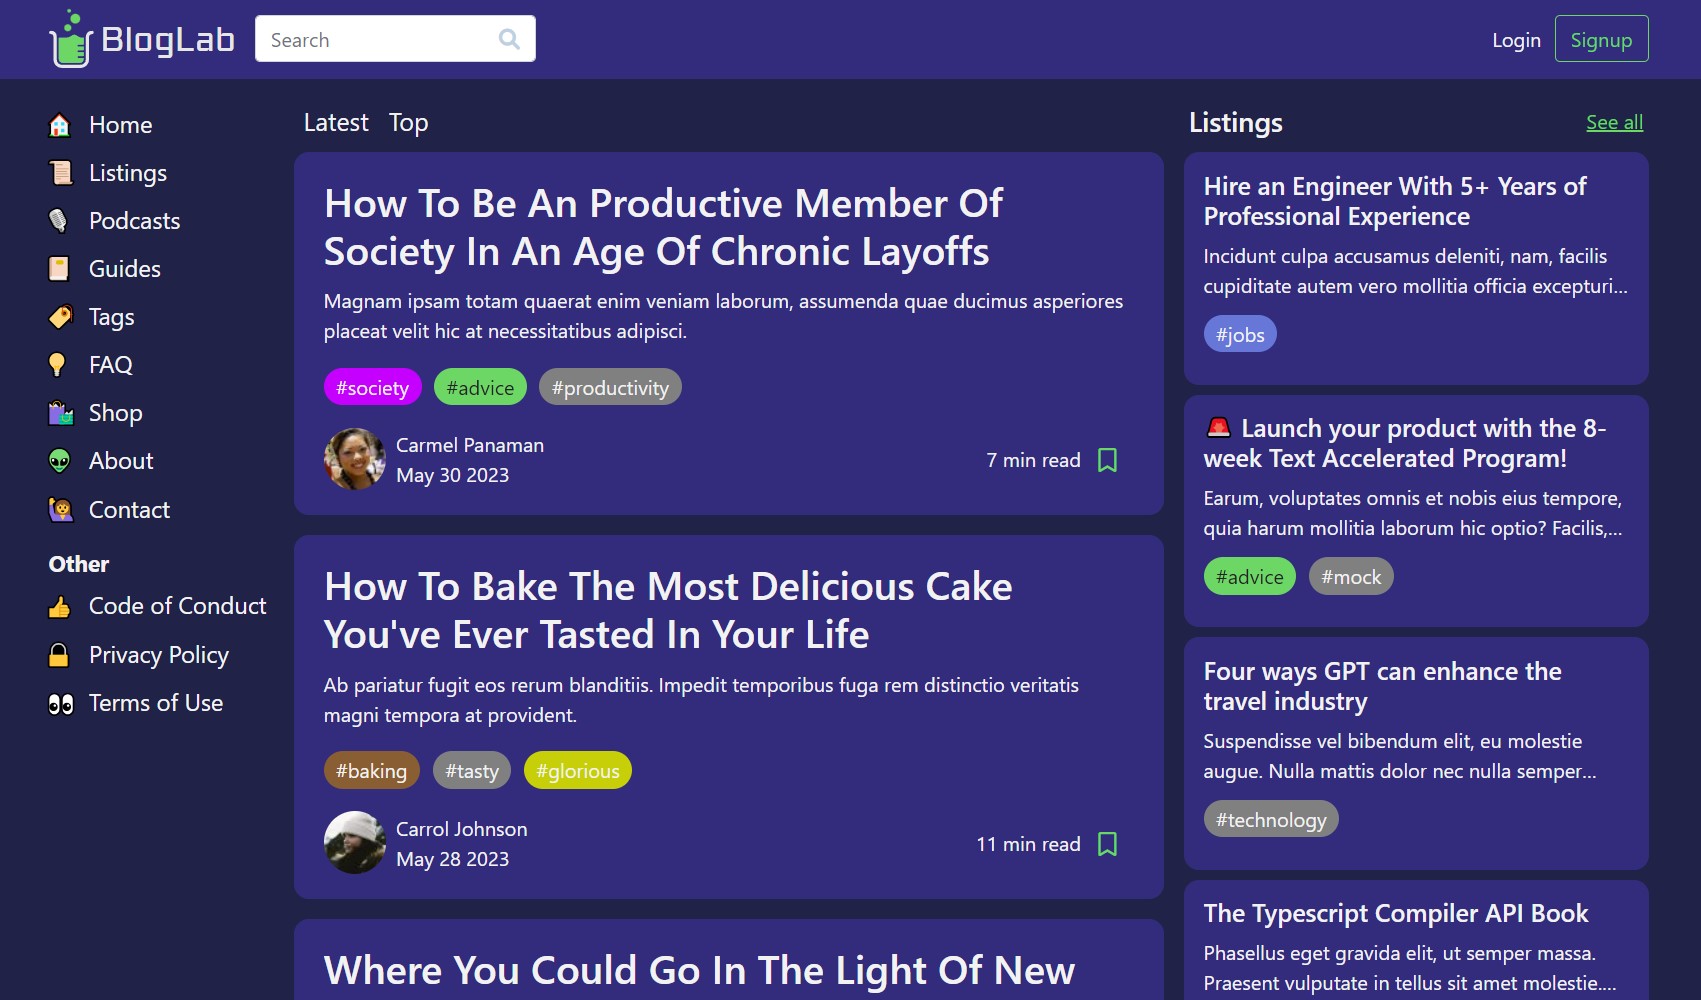 BlogLab
Search
Login
Signup
Home
Listings
Podcasts
Guides
Tags
FAQ
Shop
About
Contact
Other
Code of Conduct
Privacy Policy
Terms of Use
Latest Top
How To Be An Productive Member Of
Society In An Age Of Chronic Layoffs
Magnam ipsam totam quaerat enim veniam laborum, assumenda quae ducimus asperiores
placeat velit hic at necessitatibus adipisci.
#society #advice #productivity
Carmel Panaman
May 30 2023
7 min read
How To Bake The Most Delicious Cake
You've Ever Tasted In Your Life
Ab pariatur fugit eos rerum blanditiis. Impedit temporibus fuga rem distinctio veritatis
magni tempora at provident.
#baking #tasty #glorious
Carrol Johnson
May 28 2023
11 min read
Where You Could Go In The Light Of New
Listings
See all
Hire an Engineer With 5+ Years of
Professional Experience
Incidunt culpa accusamus deleniti, nam, facilis
cupiditate autem vero mollitia officia excepturi...
#jobs
🚨 Launch your product with the 8-
week Text Accelerated Program!
Earum, voluptates omnis et nobis eius tempore,
quia harum mollitia laborum hic optio? Facilis,...
#advice #mock
Four ways GPT can enhance the
travel industry
Suspendisse vel bibendum elit, eu molestie
augue. Nulla mattis dolor nec nulla semper...
#technology
The Typescript Compiler API Book
Phasellus eget gravida elit, ut semper massa.
Praesent vulputate in tellus sit amet molestie....